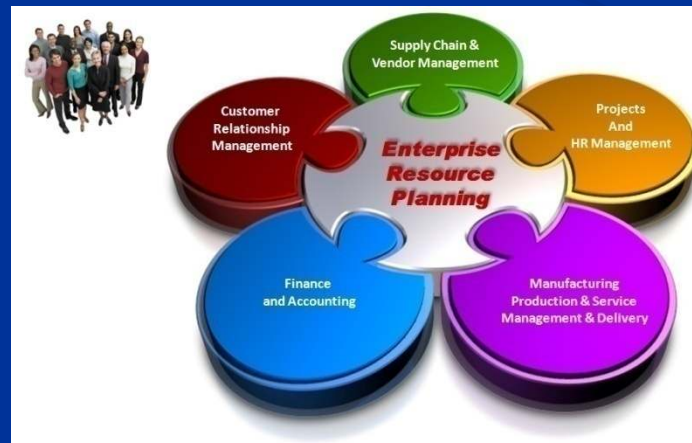 Supply Chain &
Vendor Management
Customer
Relationship
Management
Projects
And
HR Management
Enterprise
Resource
Planning
Finance
and Accounting
Manufacturing
Production & Service
Management & Delivery